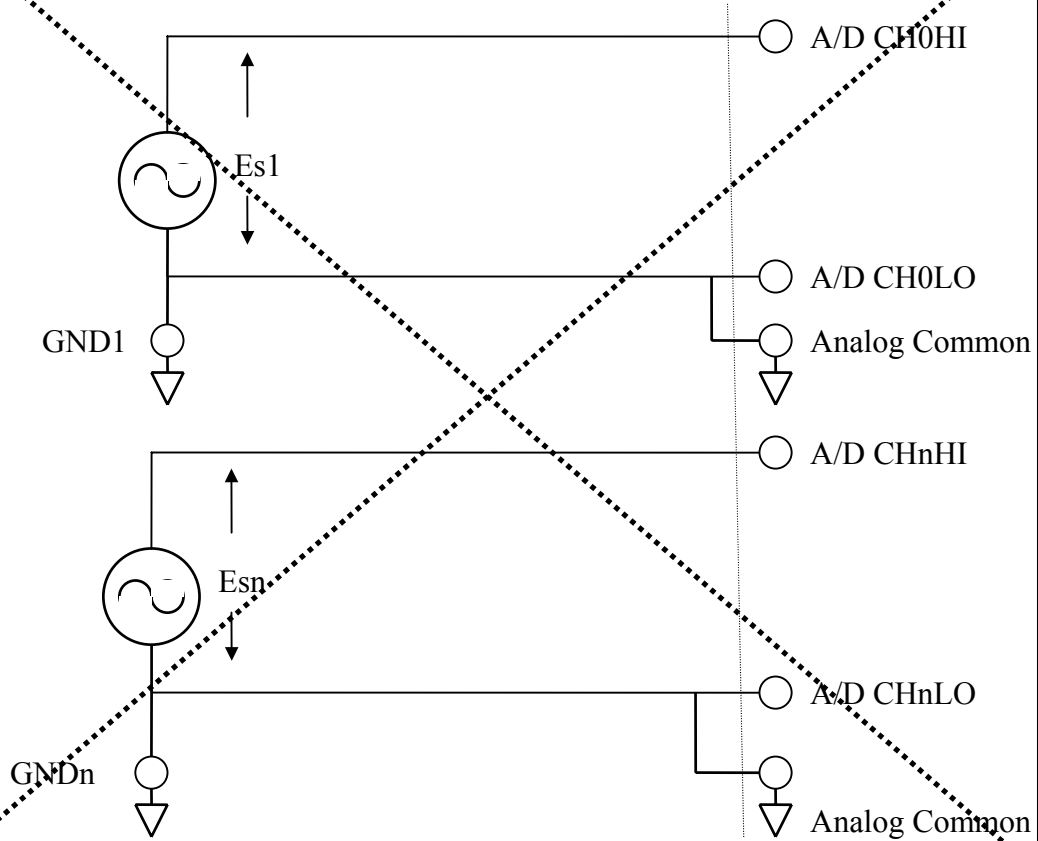 A/D CH0HI
Es1
A/D CH0LO
GND1
Analog Common
A/D CHnHI
Esn
A/D CHnLO
GNDn
Analog Common